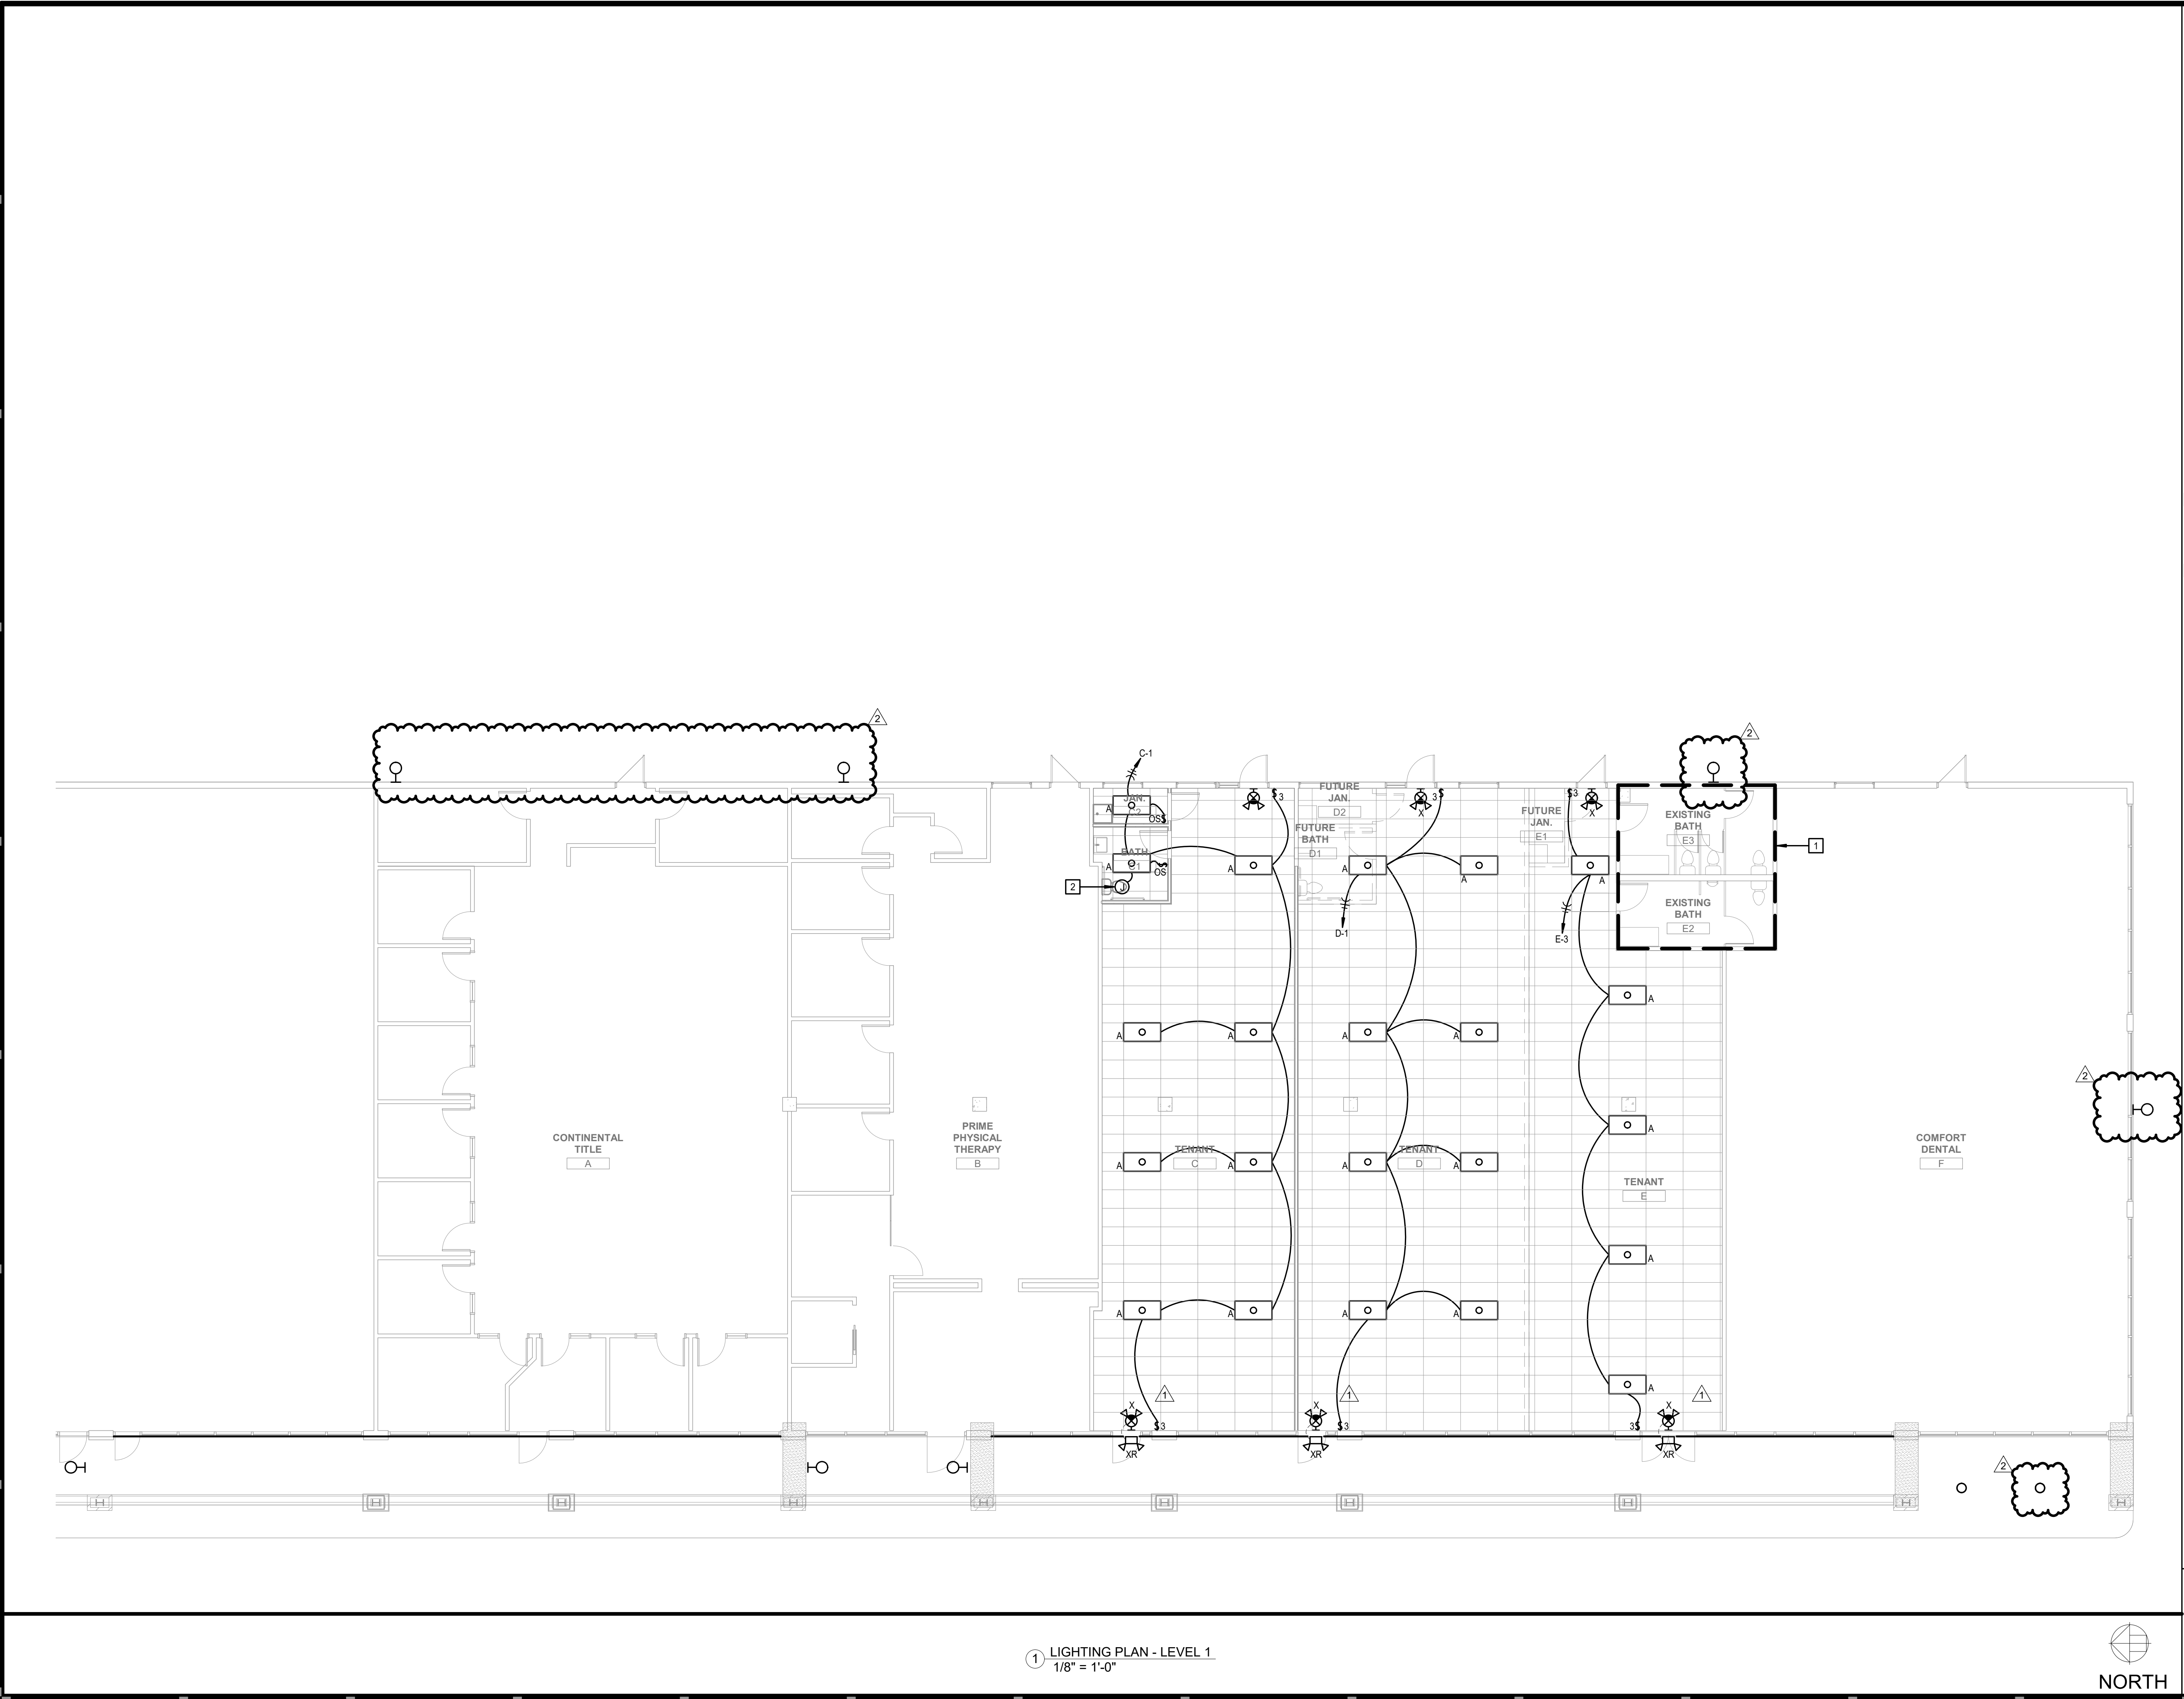 2
2
C-1
JAN.
C2
A
OS
$
3
FUTURE
JAN.
D2
3
$
X
$
3
X
FUTURE
JAN.
E1
EXISTING
BATH
E3
1
FUTURE
BATH
D1
BATH
C1
A
$
OS
2
J
A
A
A
A
D-1
E-3
EXISTING
BATH
E2
A
A
A
A
A
2
A
CONTINENTAL
TITLE
A
PRIME
PHYSICAL
THERAPY
B
TENANT
C
TENANT
D
COMFORT
DENTAL
F
A
A
A
A
TENANT
E
A
A
A
A
A
A
1
1
1
X
X
X
$
3
$
3
3
$
XR
XR
XR
2
1
LIGHTING PLAN - LEVEL 1
1/8" = 1'-0"
NORTH